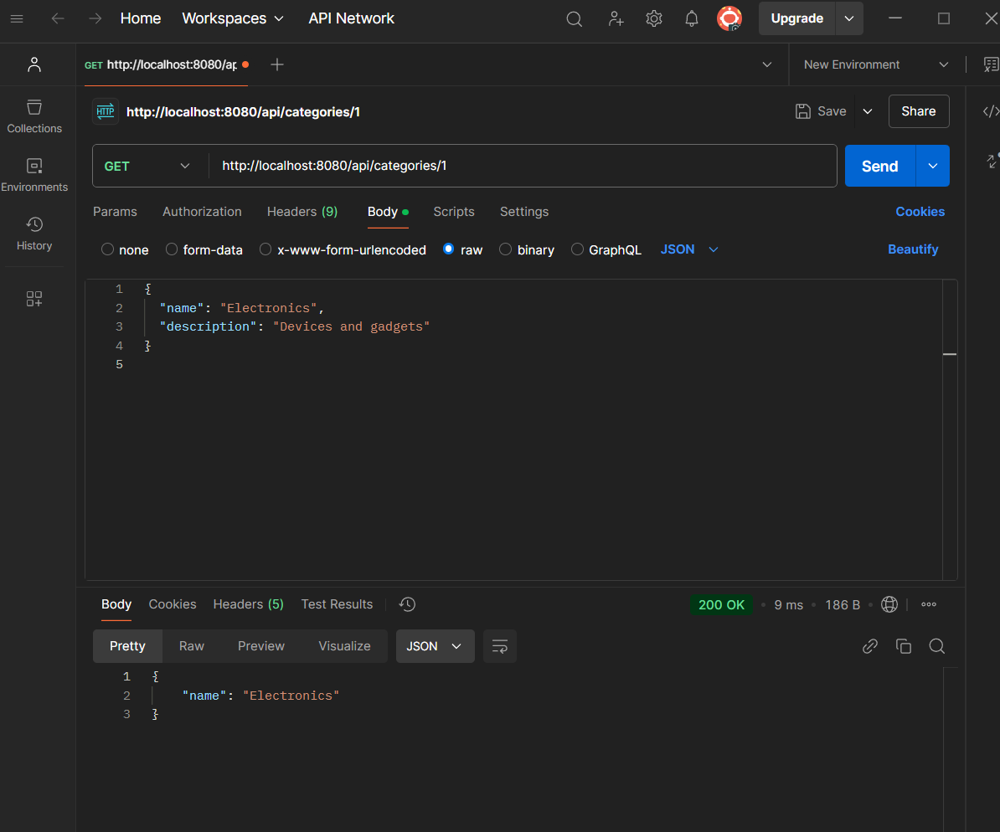 Home Workspaces API Network Upgrade
GET http://localhost:8080/ap New Environment
HTTP http://localhost:8080/api/categories/1 Save Share
Collections
Environments
History
GET http://localhost:8080/api/categories/1 Send
Params Authorization Headers (9) Body Scripts Settings Cookies
none form-data x-www-form-urlencoded raw binary GraphQL JSON Beautify
1 {
2 "name": "Electronics",
3 "description": "Devices and gadgets"
4 }
5
Body Cookies Headers (5) Test Results 200 OK 9 ms 186 B
Pretty Raw Preview Visualize JSON
1 {
2 "name": "Electronics"
3 }